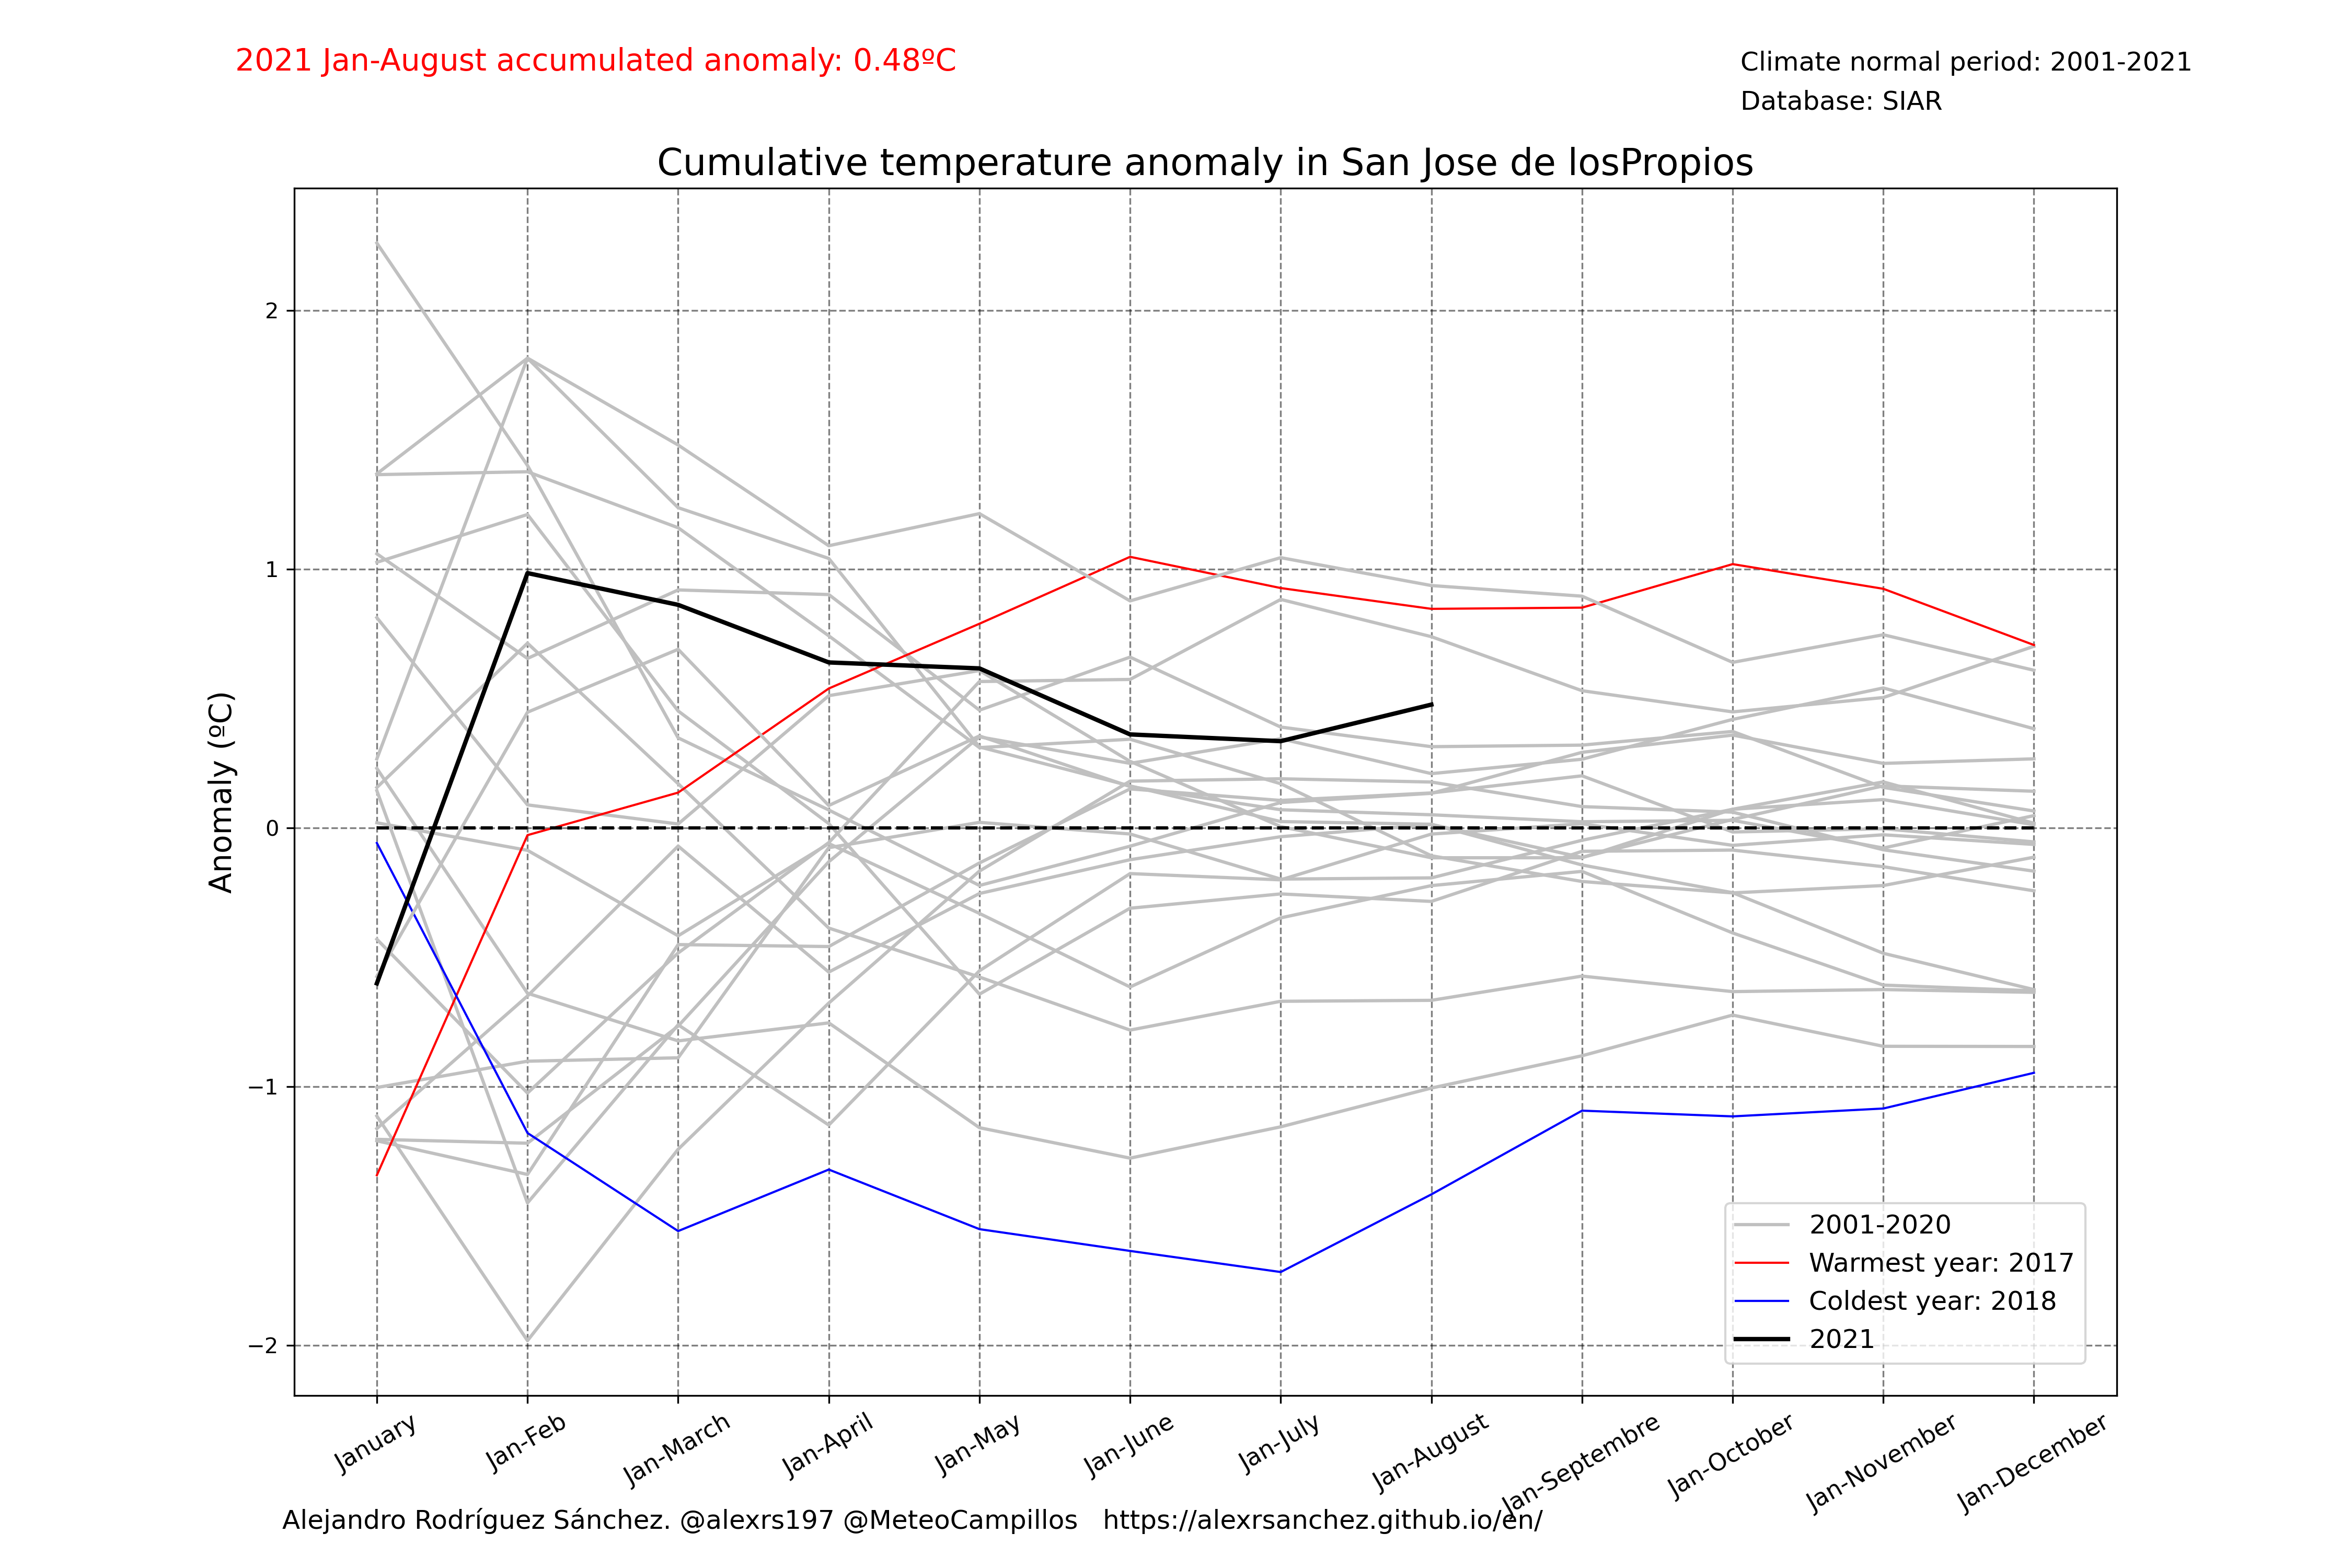 2021 Jan-August accumulated anomaly: 0.48ºC
Climate normal period: 2001-2021
Database: SIAR
Cumulative temperature anomaly in San Jose de losPropios
Anomaly (ºC)
2
1
0
−1
−2
2001-2020
Warmest year: 2017
Coldest year: 2018
2021
January
Jan-Feb
Jan-March
Jan-April
Jan-May
Jan-June
Jan-July
Jan-August
Jan-Septembre
Jan-October
Jan-November
Jan-December
Alejandro Rodríguez Sánchez. @alexrs197 @MeteoCampillos   https://alexrsanchez.github.io/en/